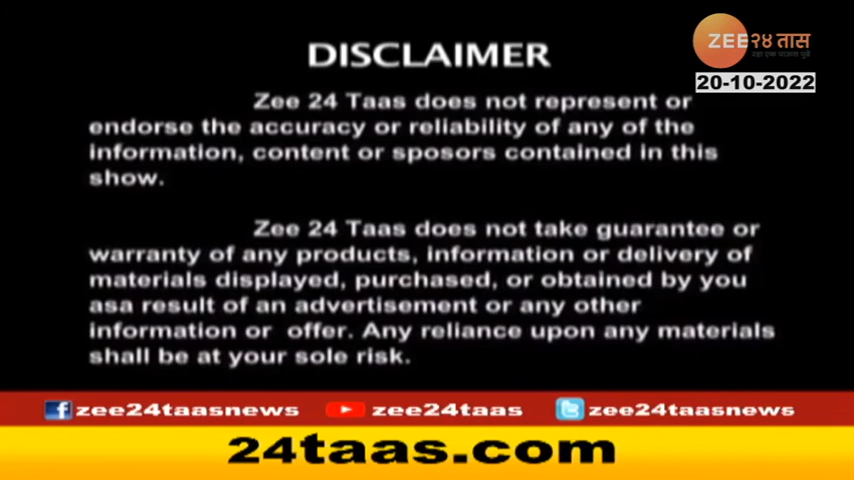 ZEE २४ तास
रहा एक पाऊल पुढे
20-10-2022
DISCLAIMER
Zee 24 Taas does not represent or
endorse the accuracy or reliability of any of the
information, content or sposors contained in this
show.
Zee 24 Taas does not take guarantee or
warranty of any products, information or delivery of
materials displayed, purchased, or obtained by you
asa result of an advertisement or any other
information or offer. Any reliance upon any materials
shall be at your sole risk.
zee24taasnews zee24taas zee24taasnews
24taas.com